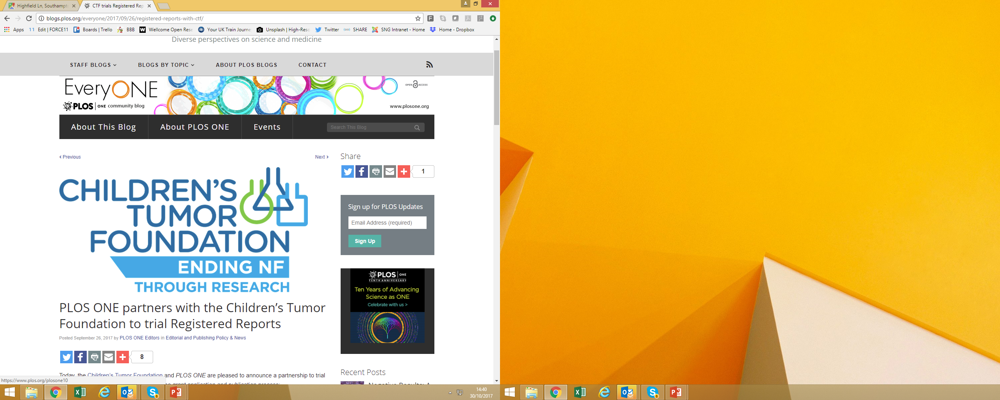 Highfield Ln, Southampt
CTF trials Registered Rep
blogs.plos.org/everyone/2017/09/26/registered-reports-with-ctf/
Apps 11 Edit | FORCE11 Boards | Trello BBB W Wellcome Open Rese Your UK Train Journe Unsplash | High-Reso Twitter SHARE SNG Intranet - Home Home - Dropbox
Diverse perspectives on science and medicine
STAFF BLOGS BLOGS BY TOPIC ABOUT PLOS BLOGS CONTACT
EveryONE
OPEN ACCESS
PLOS | ONE community blog
www.plosone.org
About This Blog About PLOS ONE Events Search This Blog
Previous Next
CHILDREN'S
TUMOR
FOUNDATION
ENDING NF
THROUGH RESEARCH
PLOS ONE partners with the Children's Tumor
Foundation to trial Registered Reports
Posted September 26, 2017 by PLOS ONE Editors in Editorial and Publishing Policy & News
8
Today, the Children's Tumor Foundation and PLOS ONE are pleased to announce a partnership to trial
grant application and publication process:
https://www.plos.org/plosone10
Share
1
Sign up for PLOS Updates
Email Address (required)
Sign Up
PLOS | ONE
TENTH ANNIVERSARY
Ten Years of Advancing
Science as ONE
Celebrate with us >
Recent Posts
Negative Results: A
14:40
30/10/2017